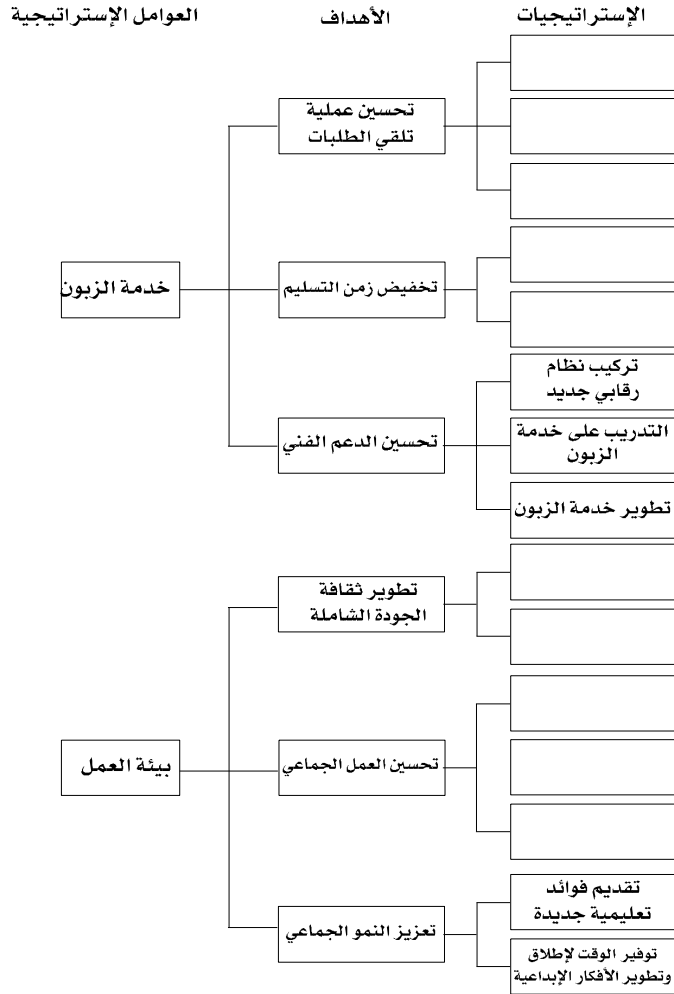 الإستراتيجيات
الأهداف
العوامل الإستراتيجية
تحسين عملية
تلقي الطلبات
تخفيض زمن التسليم
خدمة الزبون
تركيب نظام
رقابي جديد
التدريب على خدمة
الزبون
تحسين الدعم الفني
تطوير خدمة الزبون
تطوير ثقافة
الجودة الشاملة
تحسين العمل الجماعي
بيئة العمل
تقديم فوائد
تعليمية جديدة
تعزيز النمو الجماعي
توفير الوقت لإطلاق
وتطوير الأفكار الإبداعية